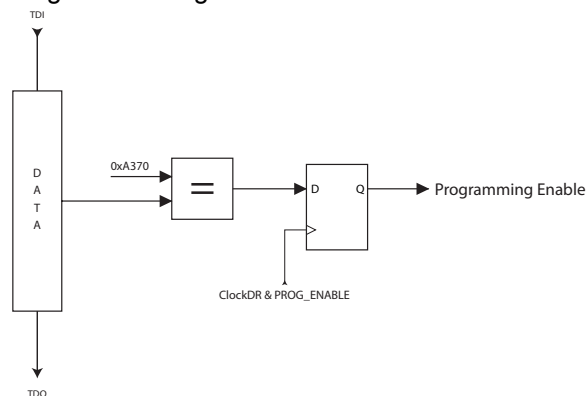 TDI
D
A
T
A
0xA370
=
D
Q
Programming Enable
ClockDR & PROG_ENABLE
TDO